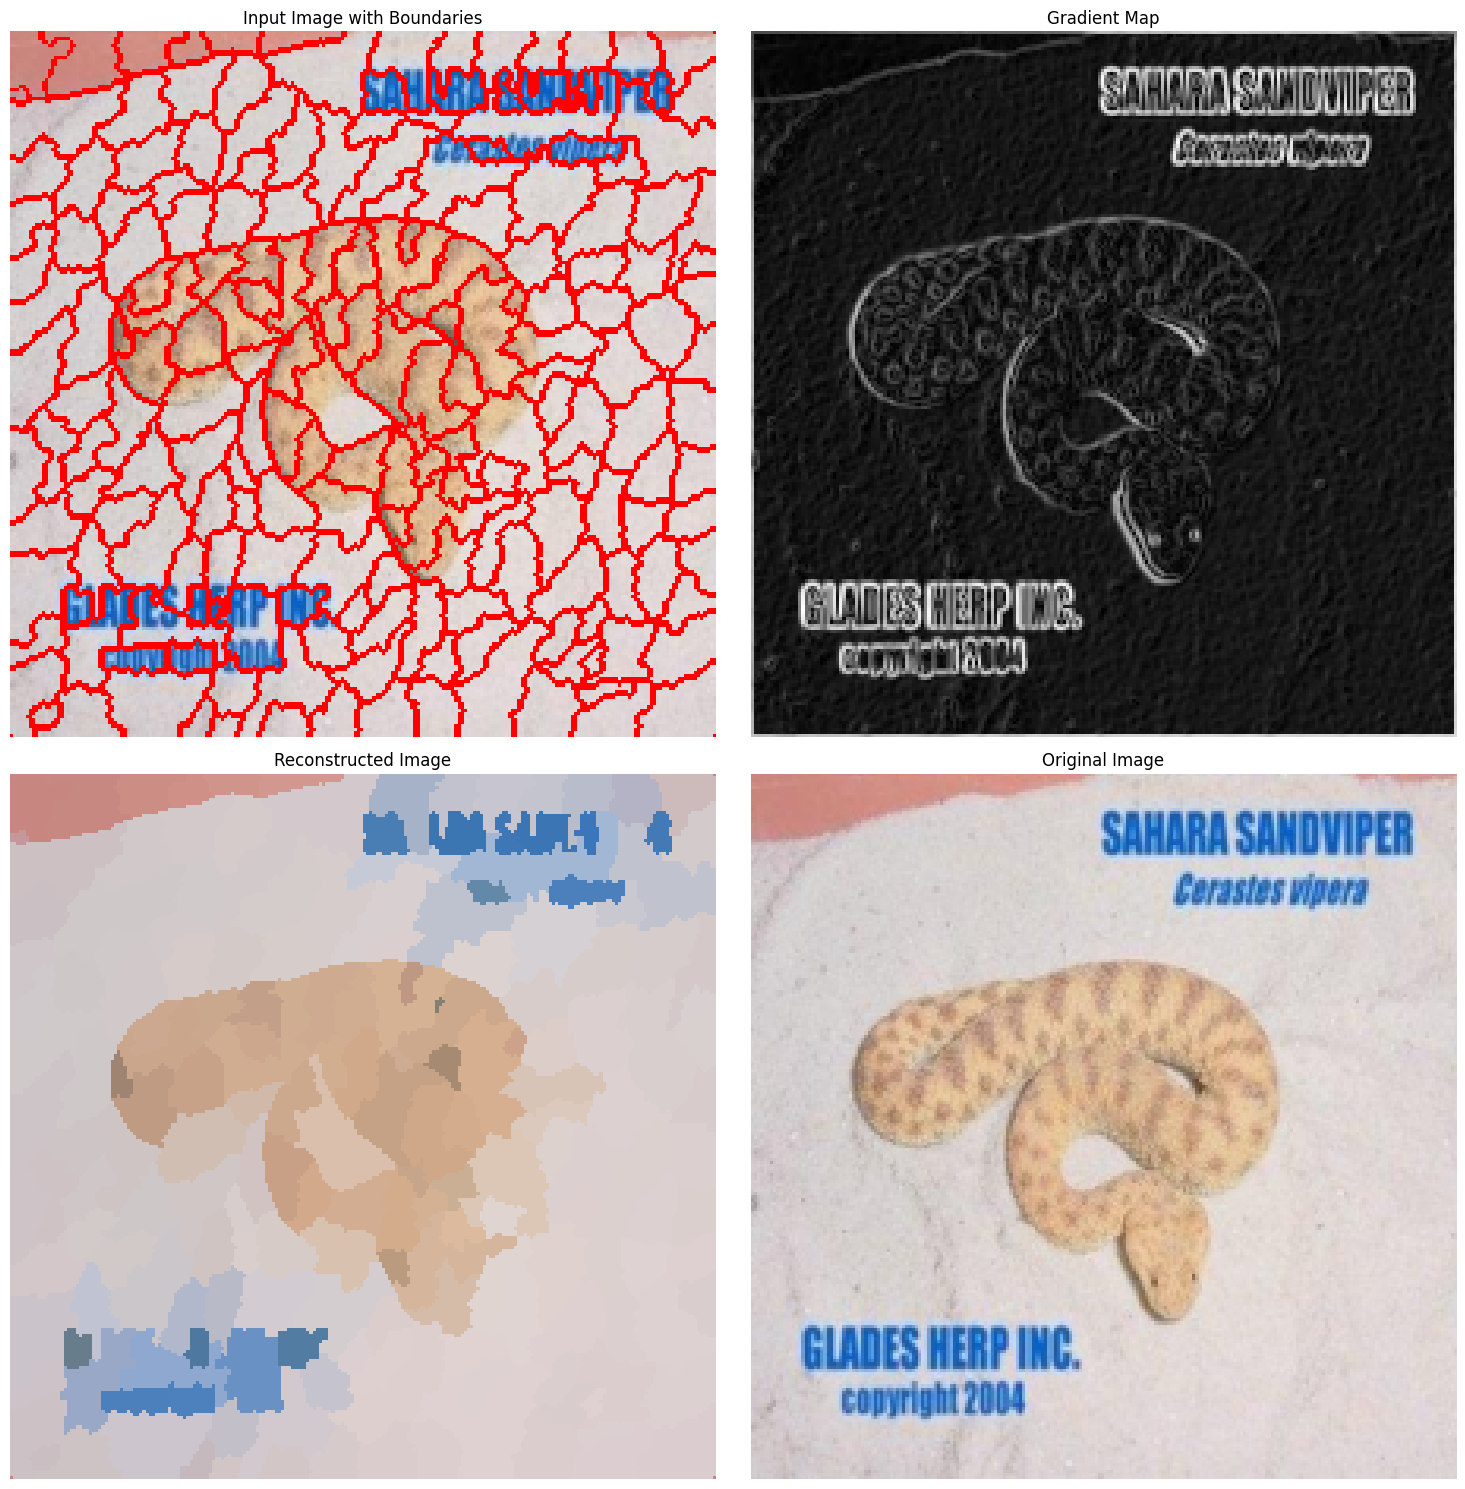 Input Image with Boundaries
SAHARA SANDVIPER
Cerastes vipera
GLADES HERP INC.
copyright 2004
Gradient Map
SAHARA SANDVIPER
Cerastes vipera
GLADES HERP INC.
copyright 2004
Reconstructed Image
Original Image
SAHARA SANDVIPER
Cerastes vipera
GLADES HERP INC.
copyright 2004